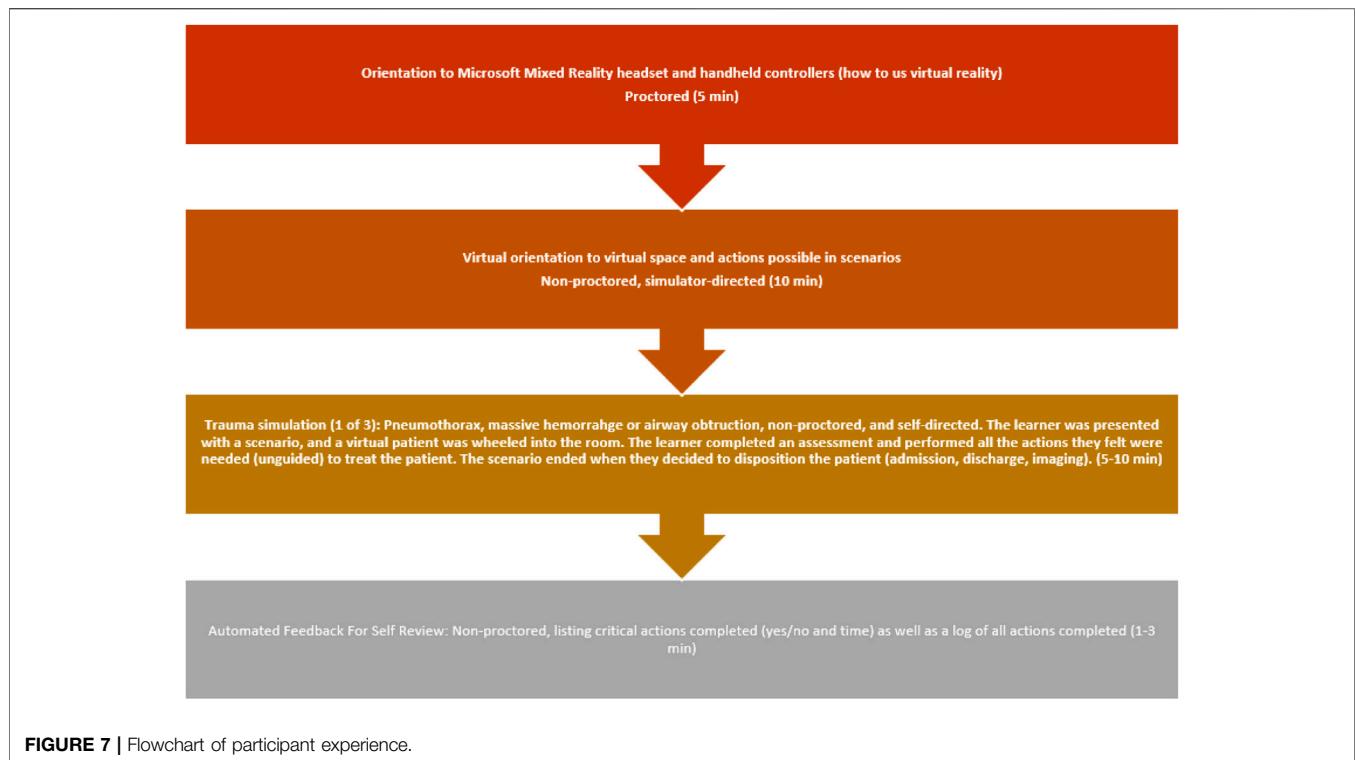 Orientation to Microsoft Mixed Reality headset and handheld controllers (how to us virtual reality)
Proctored (5 min)
Virtual orientation to virtual space and actions possible in scenarios
Non-proctored, simulator-directed (10 min)
Trauma simulation (1 of 3): Pneumothorax, massive hemorrahge or airway obtruction, non-proctored, and self-directed. The learner was presented
with a scenario, and a virtual patient was wheeled into the room. The learner completed an assessment and performed all the actions they felt were
needed (unguided) to treat the patient. The scenario ended when they decided to disposition the patient (admission, discharge, imaging). (5-10 min)
Automated Feedback For Self Review: Non-proctored, listing critical actions completed (yes/no and time) as well as a log of all actions completed (1-3
min)
FIGURE 7 | Flowchart of participant experience.